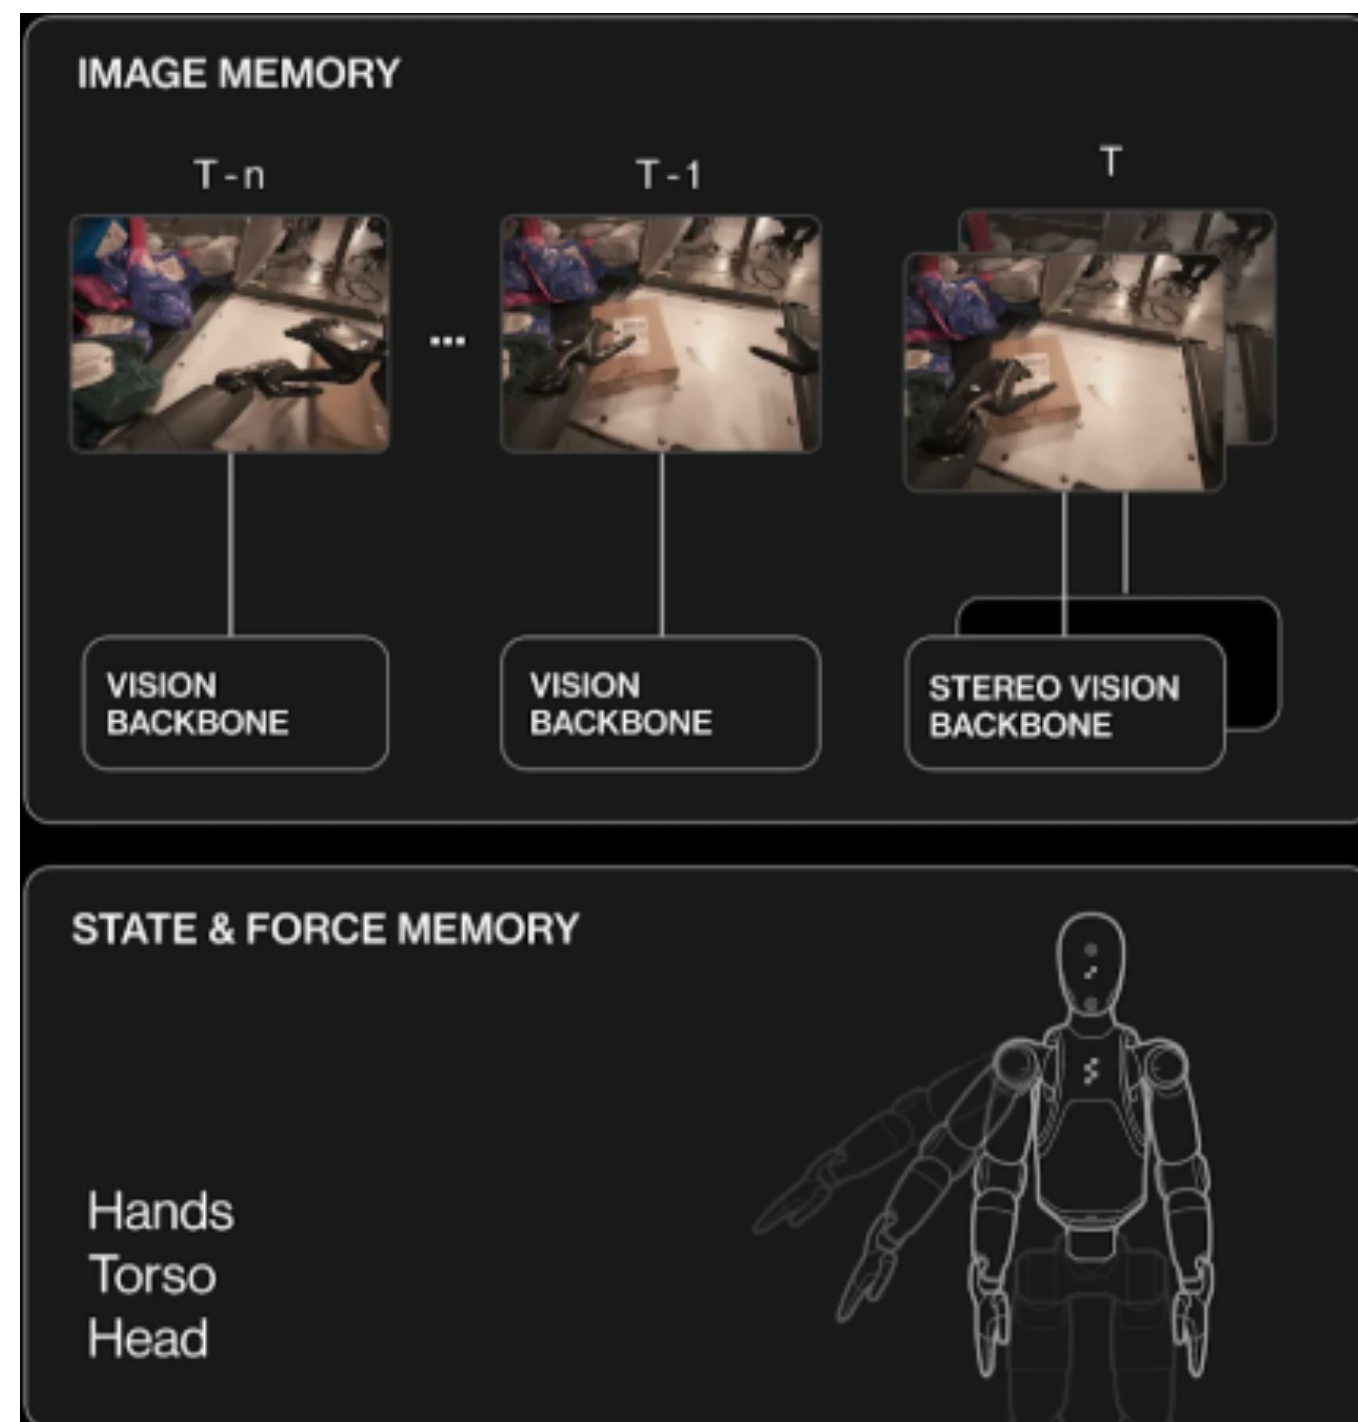 IMAGE MEMORY
T-n
T-1
T
...
VISION
BACKBONE
VISION
BACKBONE
STEREO VISION
BACKBONE
STATE & FORCE MEMORY
Hands
Torso
Head